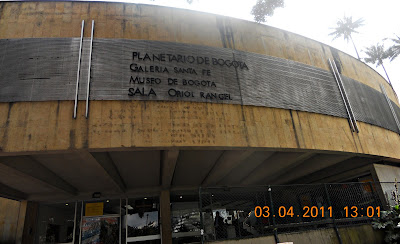 PLANETARIO DE BOGOTA
GALERIA SANTA FE
MUSEO DE BOGOTA
SALA ORIOL RANGEL
03.04.2011 13:01